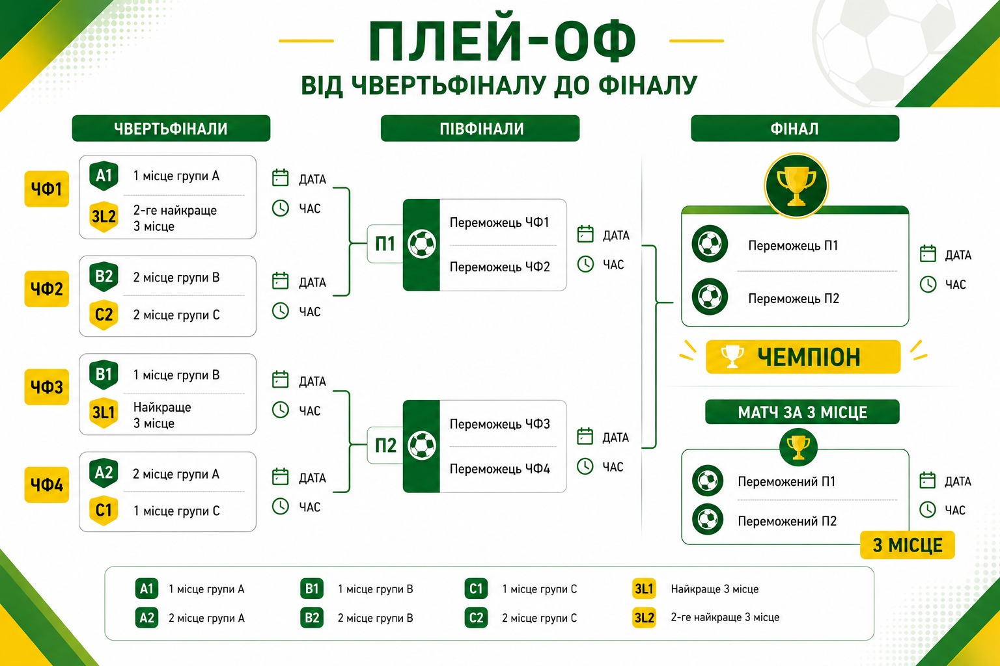 ПЛЕЙ-ОФ
ВІД ЧВЕРТЬФІНАЛУ ДО ФІНАЛУ
ЧВЕРТЬФІНАЛИ
ЧФ1
A1
1 місце групи A
3L2
2-ге найкраще
3 місце
ДАТА
ЧАС
ЧФ2
B2
2 місце групи B
C2
2 місце групи C
ДАТА
ЧАС
ЧФ3
B1
1 місце групи B
3L1
Найкраще
3 місце
ДАТА
ЧАС
ЧФ4
A2
2 місце групи A
C1
1 місце групи C
ДАТА
ЧАС
ПІВФІНАЛИ
П1
Переможець ЧФ1
Переможець ЧФ2
ДАТА
ЧАС
П2
Переможець ЧФ3
Переможець ЧФ4
ДАТА
ЧАС
ФІНАЛ
Переможець П1
Переможець П2
ДАТА
ЧАС
ЧЕМПІОН
МАТЧ ЗА 3 МІСЦЕ
Переможений П1
Переможений П2
ДАТА
ЧАС
3 МІСЦЕ
A1 1 місце групи A
B1 1 місце групи B
C1 1 місце групи C
3L1 Найкраще 3 місце
A2 2 місце групи A
B2 2 місце групи B
C2 2 місце групи C
3L2 2-ге найкраще 3 місце